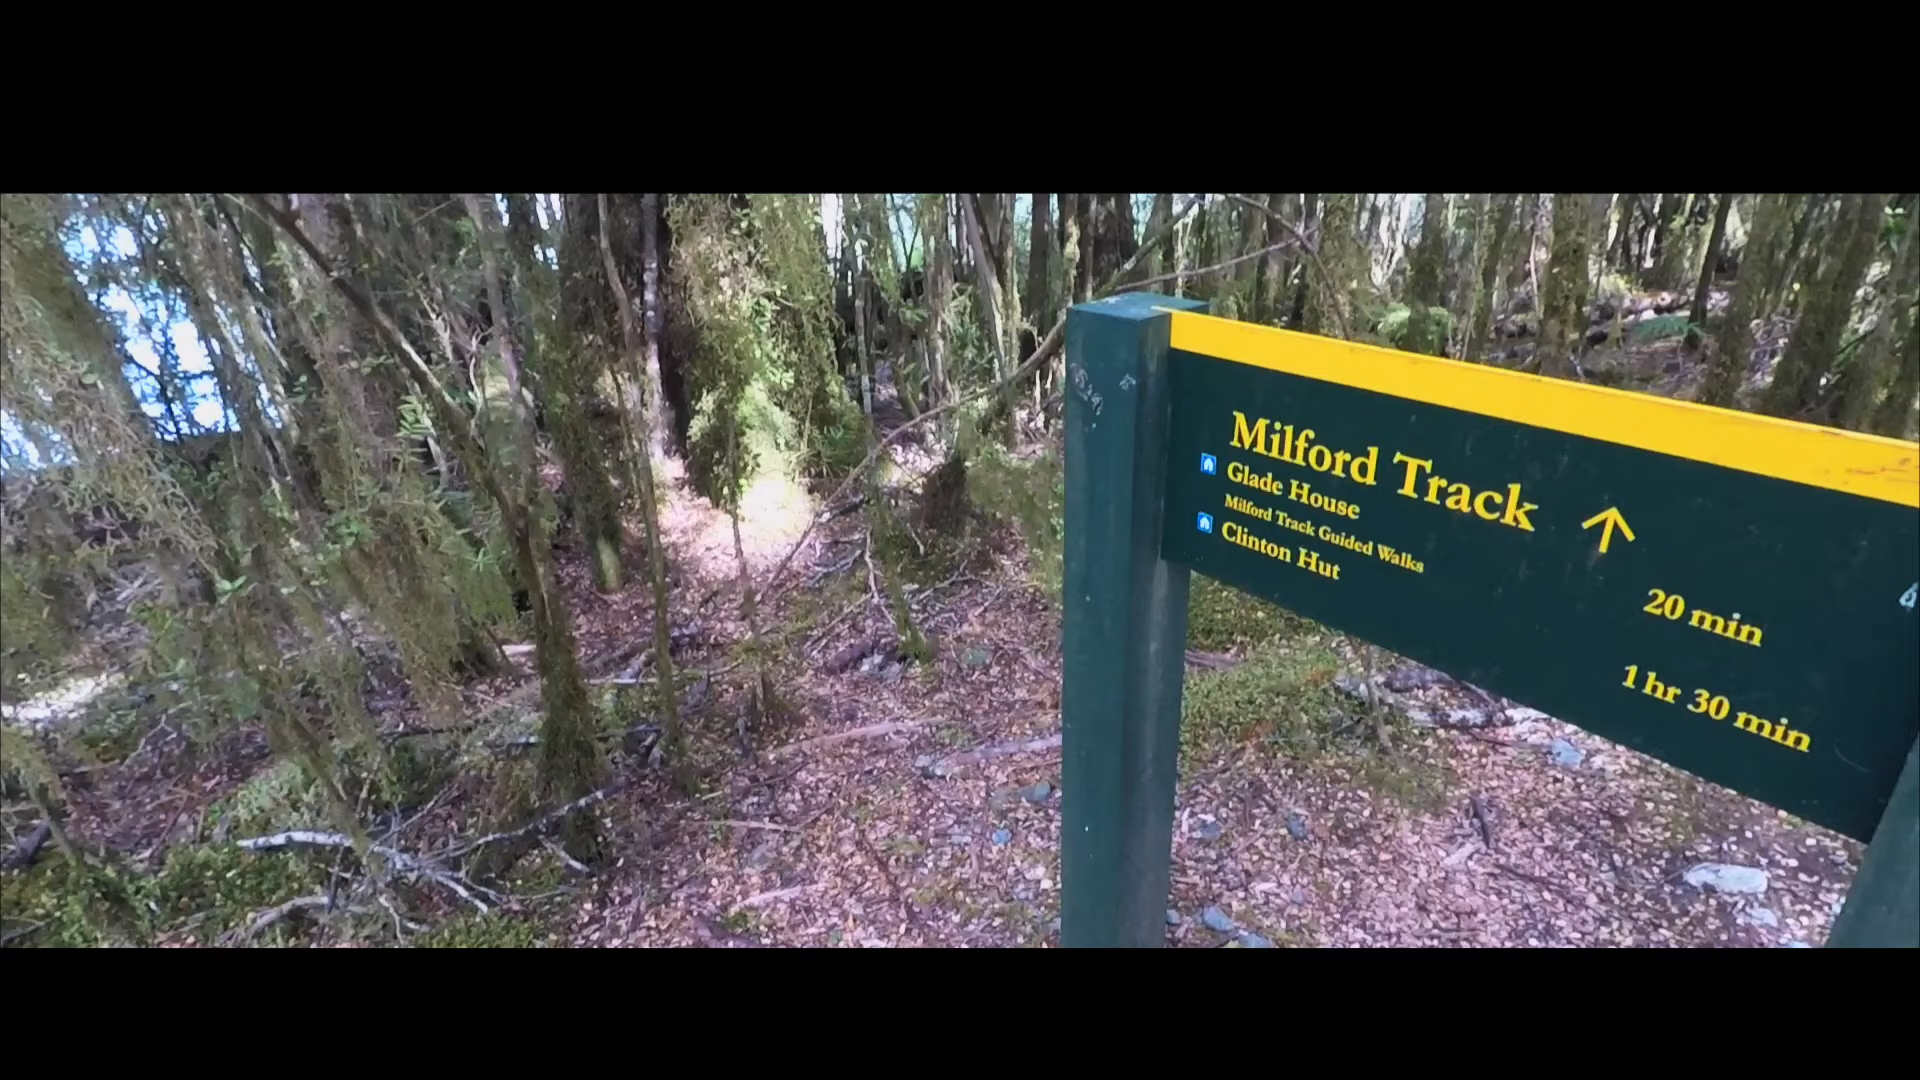 Milford Track
Glade House 20 min
Milford Track Guided Walks
Clinton Hut 1 hr 30 min